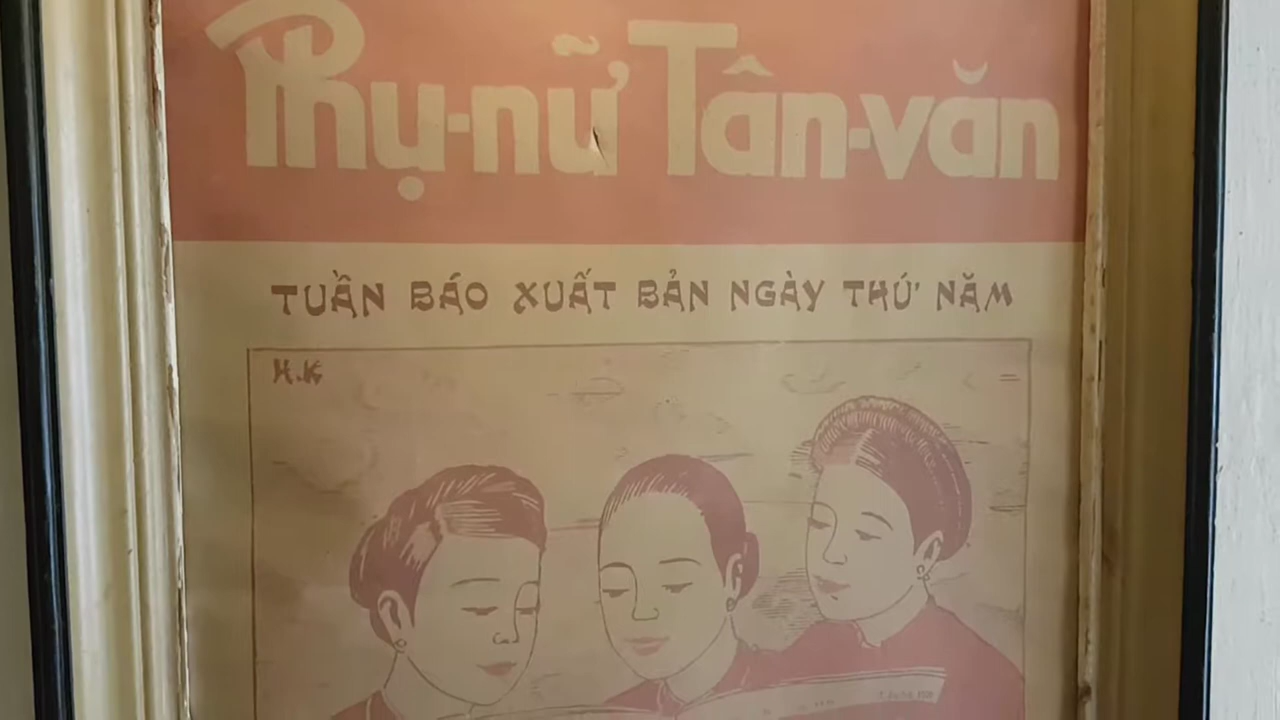 Phụ-nữ Tân-văn
TUẦN BÁO XUẤT BẢN NGÀY THỨ NĂM
H.K